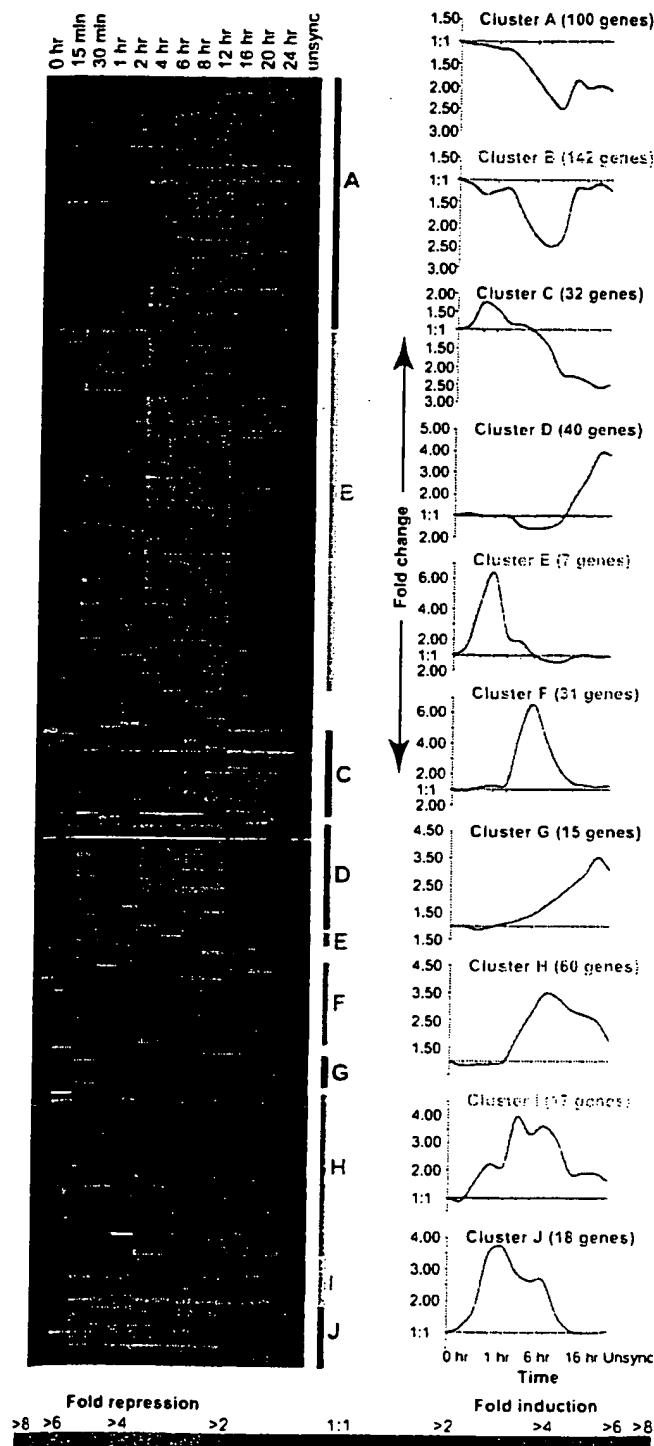 0 hr
15 min
30 min
1 hr
2 hr
4 hr
6 hr
8 hr
12 hr
16 hr
20 hr
24 hr
unsync
A
B
C
D
E
F
G
H
I
J
Fold change
Cluster A (100 genes)
1.50
1:1
1.50
2.00
2.50
3.00
Cluster B (142 genes)
1.50
1:1
1.50
2.00
2.50
3.00
Cluster C (32 genes)
2.00
1.50
1:1
1.50
2.00
2.50
3.00
Cluster D (40 genes)
5.00
4.00
3.00
2.00
1:1
2.00
Cluster E (7 genes)
6.00
4.00
2.00
1:1
2.00
Cluster F (31 genes)
6.00
4.00
2.00
1:1
2.00
Cluster G (15 genes)
4.50
3.50
2.50
1.50
1.50
Cluster H (60 genes)
4.50
3.50
2.50
1.50
Cluster I (17 genes)
4.00
3.00
2.00
1:1
Cluster J (18 genes)
4.00
3.00
2.00
1:1
0 hr 1 hr 6 hr 16 hr Unsync
Time
Fold repression Fold induction
>8 >6 >4 >2 1:1 >2 >4 >6 >8